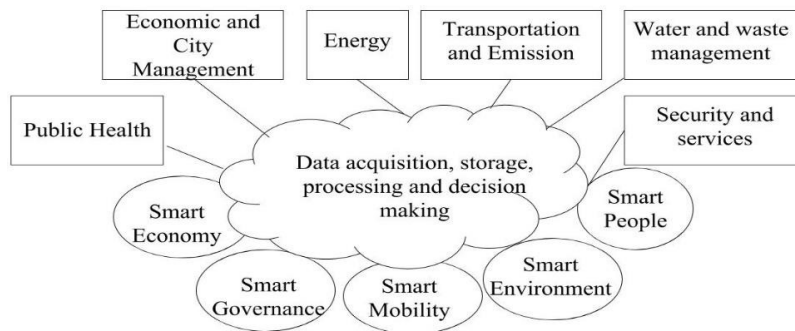 Economic and
City
Management
Energy
Transportation
and Emission
Water and waste
management
Public Health
Security and
services
Data acquisition, storage,
processing and decision
making
Smart
Economy
Smart
People
Smart
Governance
Smart
Mobility
Smart
Environment